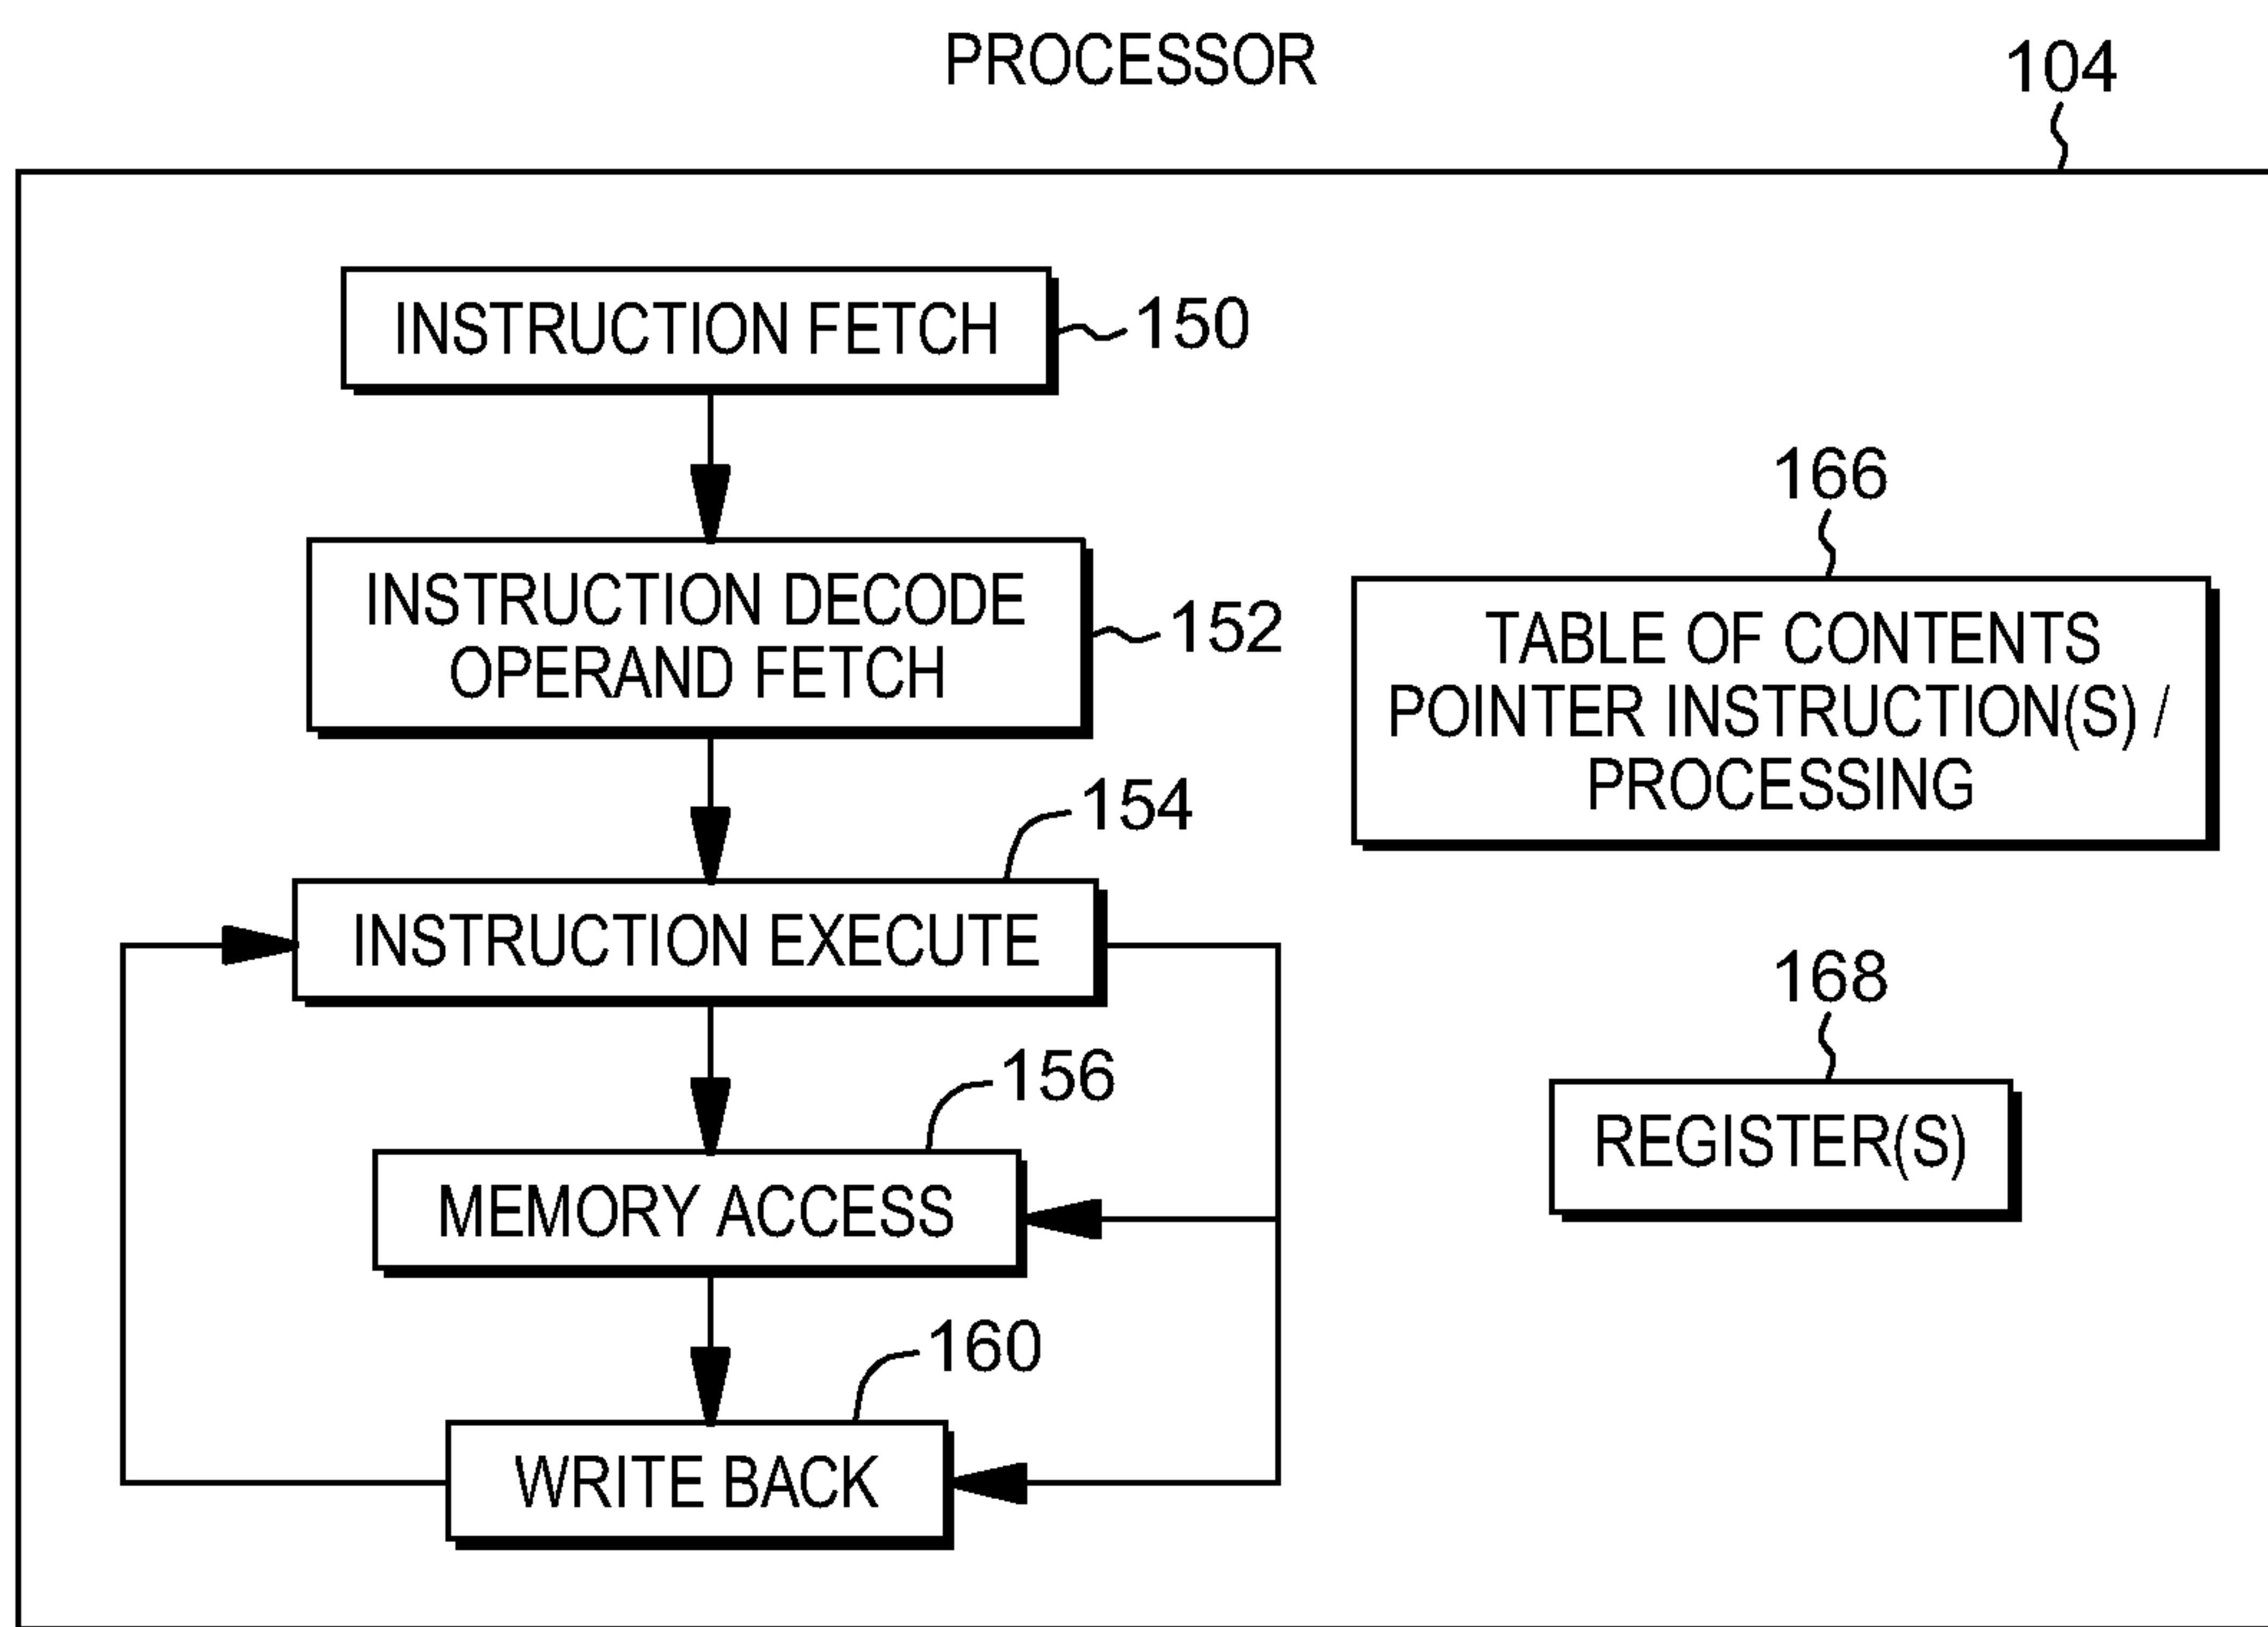 PROCESSOR
104
INSTRUCTION FETCH
150
INSTRUCTION DECODE
OPERAND FETCH
152
154
INSTRUCTION EXECUTE
156
MEMORY ACCESS
160
WRITE BACK
166
TABLE OF CONTENTS
POINTER INSTRUCTION(S) /
PROCESSING
168
REGISTER(S)